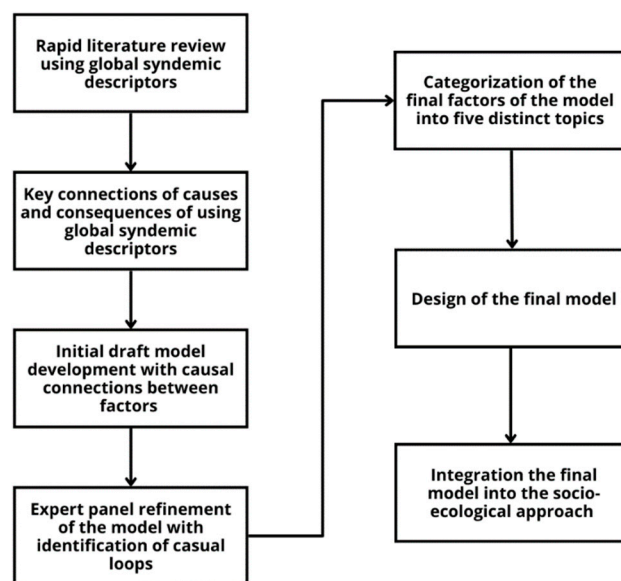 Rapid literature review
using global syndemic
descriptors
Key connections of causes
and consequences of using
global syndemic
descriptors
Initial draft model
development with causal
connections between
factors
Expert panel refinement
of the model with
identification of casual
loops
Categorization of the
final factors of the model
into five distinct topics
Design of the final model
Integration the final
model into the socio-
ecological approach